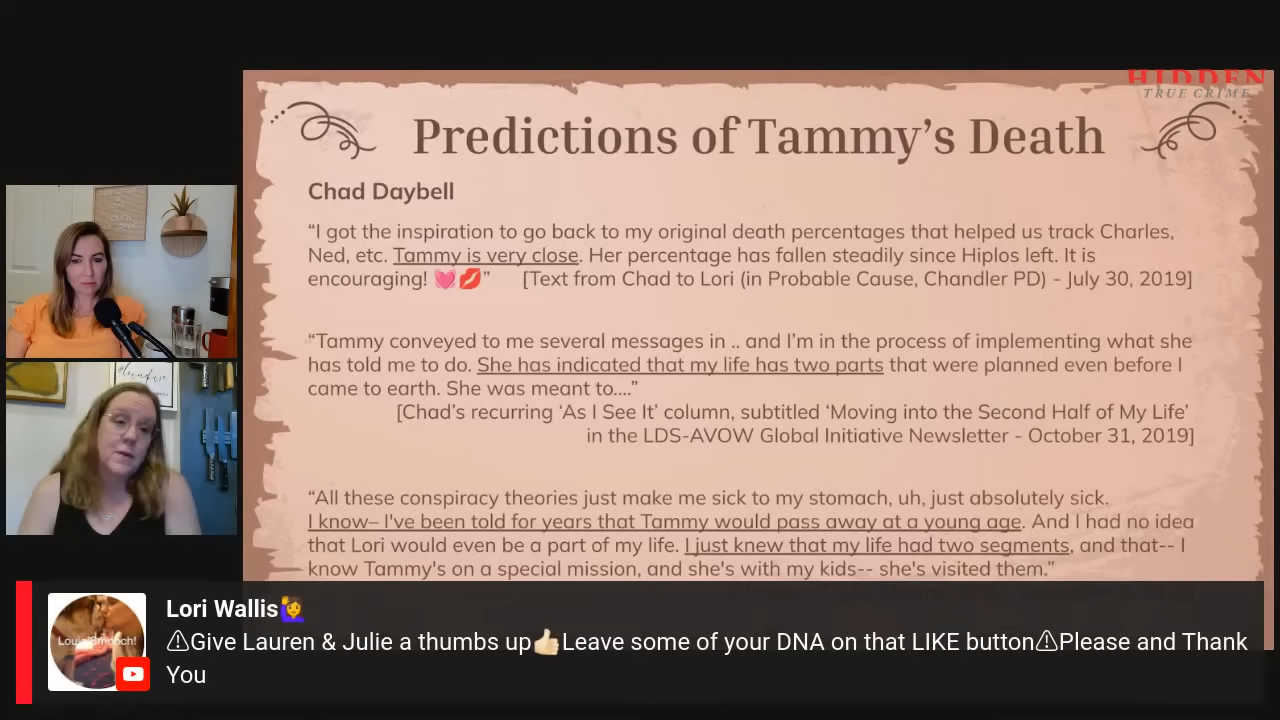 HIDDEN
TRUE CRIME
Predictions of Tammy’s Death
Chad Daybell
“I got the inspiration to go back to my original death percentages that helped us track Charles,
Ned, etc. Tammy is very close. Her percentage has fallen steadily since Hiplos left. It is
encouraging! 💓💋” [Text from Chad to Lori (in Probable Cause, Chandler PD) - July 30, 2019]
“Tammy conveyed to me several messages in .. and I’m in the process of implementing what she
has told me to do. She has indicated that my life has two parts that were planned even before I
came to earth. She was meant to....”
[Chad’s recurring ‘As I See It’ column, subtitled ‘Moving into the Second Half of My Life’
in the LDS-AVOW Global Initiative Newsletter - October 31, 2019]
“All these conspiracy theories just make me sick to my stomach, uh, just absolutely sick.
I know– I've been told for years that Tammy would pass away at a young age. And I had no idea
that Lori would even be a part of my life. I just knew that my life had two segments, and that-- I
know Tammy's on a special mission, and she's with my kids-- she's visited them.”
Lori Wallis🙋‍♀️
⚠Give Lauren & Julie a thumbs up👍🏻Leave some of your DNA on that LIKE button⚠Please and Thank
You